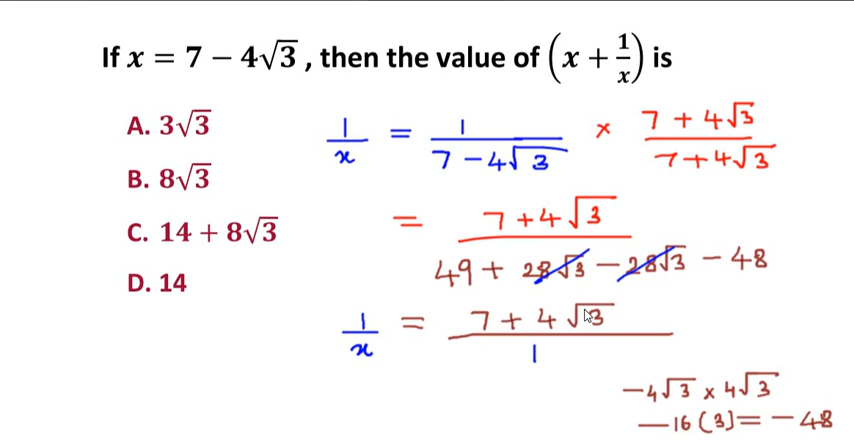 If x = 7 − 4√3 , then the value of (x + 1/x) is
A. 3√3
B. 8√3
C. 14 + 8√3
D. 14
1/x = 1/(7 − 4√3) × (7 + 4√3)/(7 + 4√3)
= (7 + 4√3)/(49 + 28√3 − 28√3 − 48)
1/x = (7 + 4√3)/1
−4√3 × 4√3
−16(3) = −48